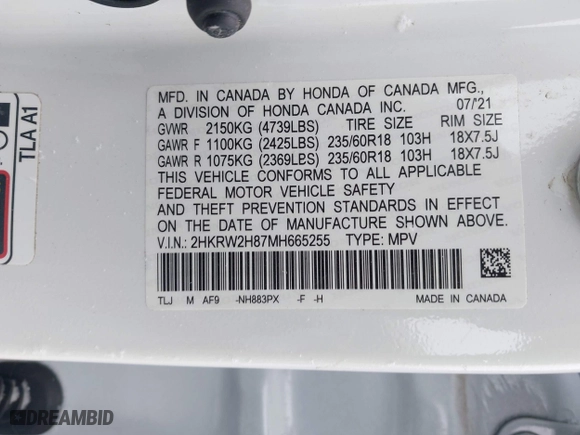 MFD. IN CANADA BY HONDA OF CANADA MFG.,
A DIVISION OF HONDA CANADA INC. 07/'21
GVWR 2150KG (4739LBS) TIRE SIZE RIM SIZE
GAWR F 1100KG (2425LBS) 235/60R18 103H 18X7.5J
GAWR R 1075KG (2369LBS) 235/60R18 103H 18X7.5J
THIS VEHICLE CONFORMS TO ALL APPLICABLE
FEDERAL MOTOR VEHICLE SAFETY
AND THEFT PREVENTION STANDARDS IN EFFECT
ON THE DATE OF MANUFACTURE SHOWN ABOVE.
V.I.N.: 2HKRW2H87MH665255 TYPE: MPV
TLJ M AF9 -NH883PX -F -H MADE IN CANADA
TLA A1
DREAMBID